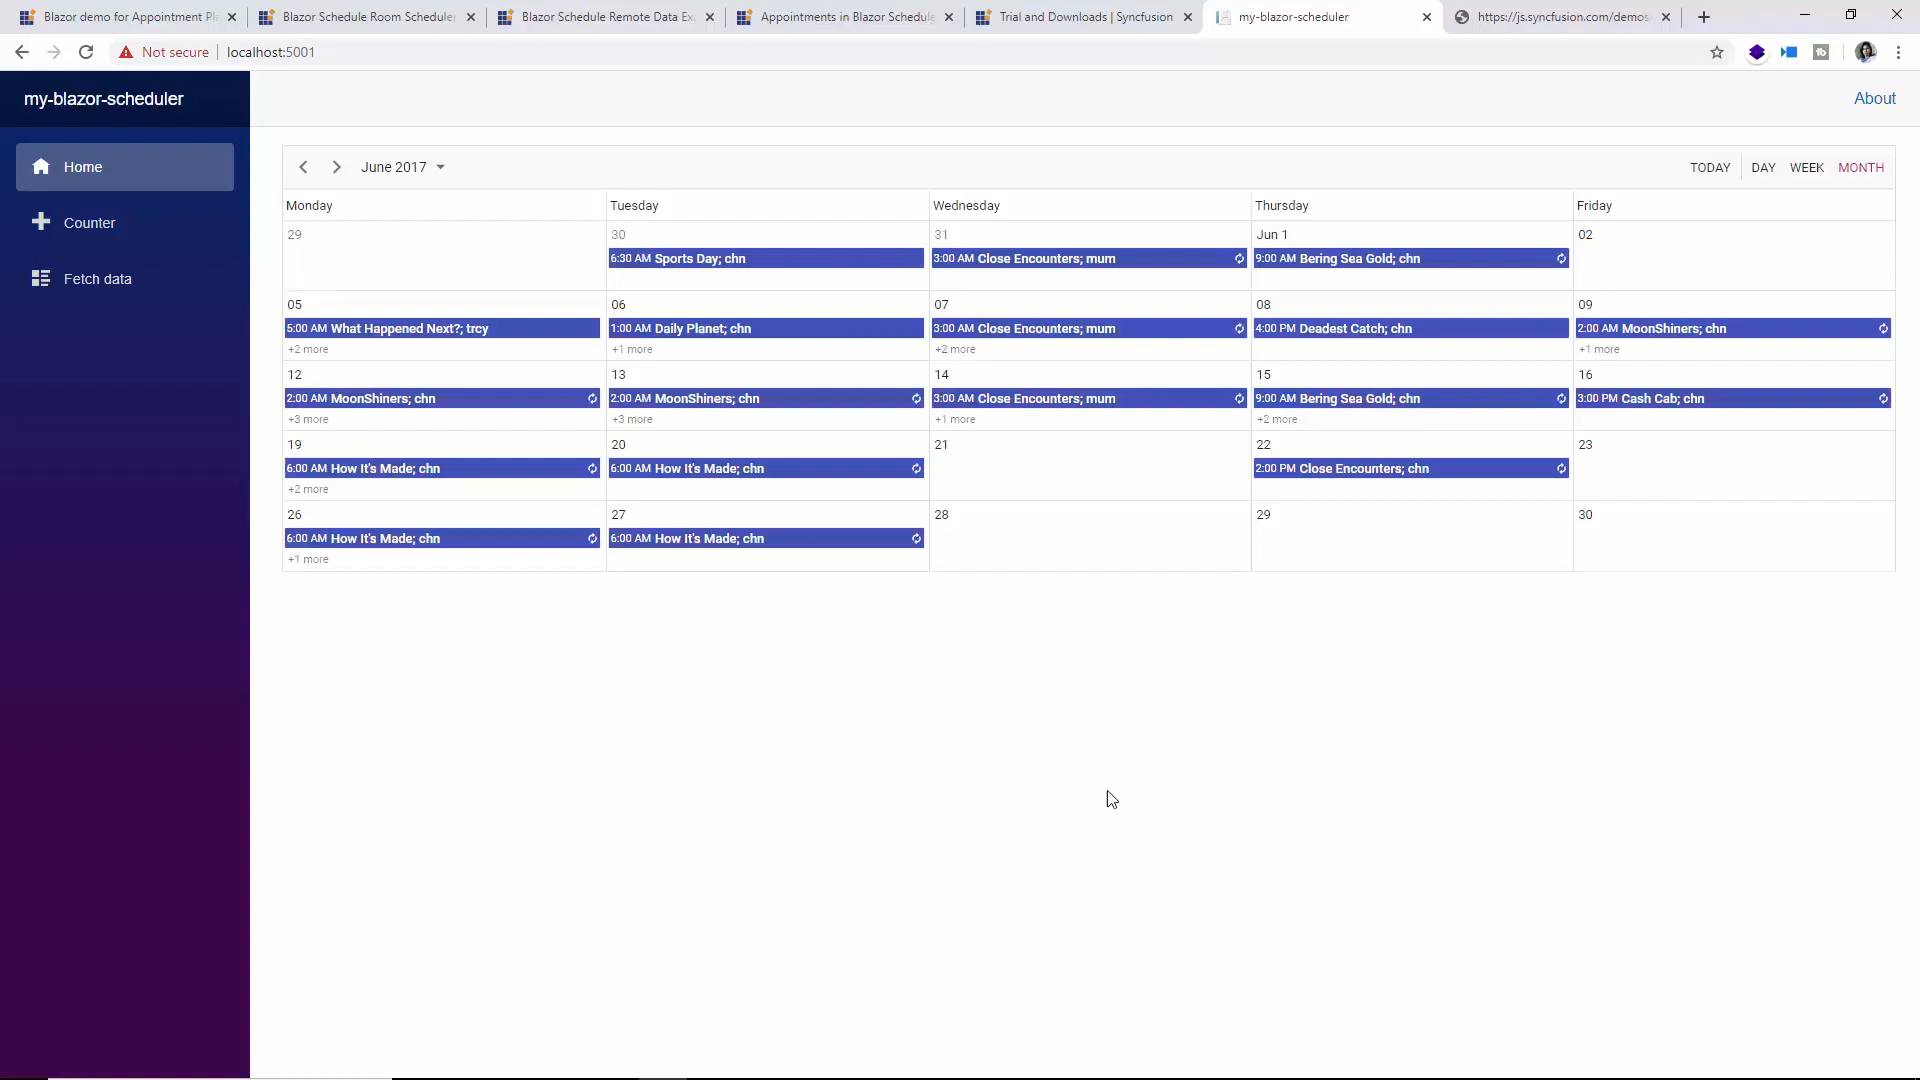 Blazor demo for Appointment Pl
Blazor Schedule Room Scheduler
Blazor Schedule Remote Data Exa
Appointments in Blazor Schedule
Trial and Downloads | Syncfusion
my-blazor-scheduler
https://js.syncfusion.com/demos
Not secure
localhost:5001
my-blazor-scheduler
About
Home
Counter
Fetch data
June 2017
TODAY
DAY
WEEK
MONTH
Monday
Tuesday
Wednesday
Thursday
Friday
29
30
31
Jun 1
02
6:30 AM Sports Day; chn
3:00 AM Close Encounters; mum
9:00 AM Bering Sea Gold; chn
05
06
07
08
09
5:00 AM What Happened Next?; trcy
1:00 AM Daily Planet; chn
3:00 AM Close Encounters; mum
4:00 PM Deadest Catch; chn
2:00 AM MoonShiners; chn
+2 more
+1 more
+2 more
+1 more
12
13
14
15
16
2:00 AM MoonShiners; chn
2:00 AM MoonShiners; chn
3:00 AM Close Encounters; mum
9:00 AM Bering Sea Gold; chn
3:00 PM Cash Cab; chn
+3 more
+3 more
+1 more
+2 more
19
20
21
22
23
6:00 AM How It's Made; chn
6:00 AM How It's Made; chn
2:00 PM Close Encounters; chn
+2 more
26
27
28
29
30
6:00 AM How It's Made; chn
6:00 AM How It's Made; chn
+1 more